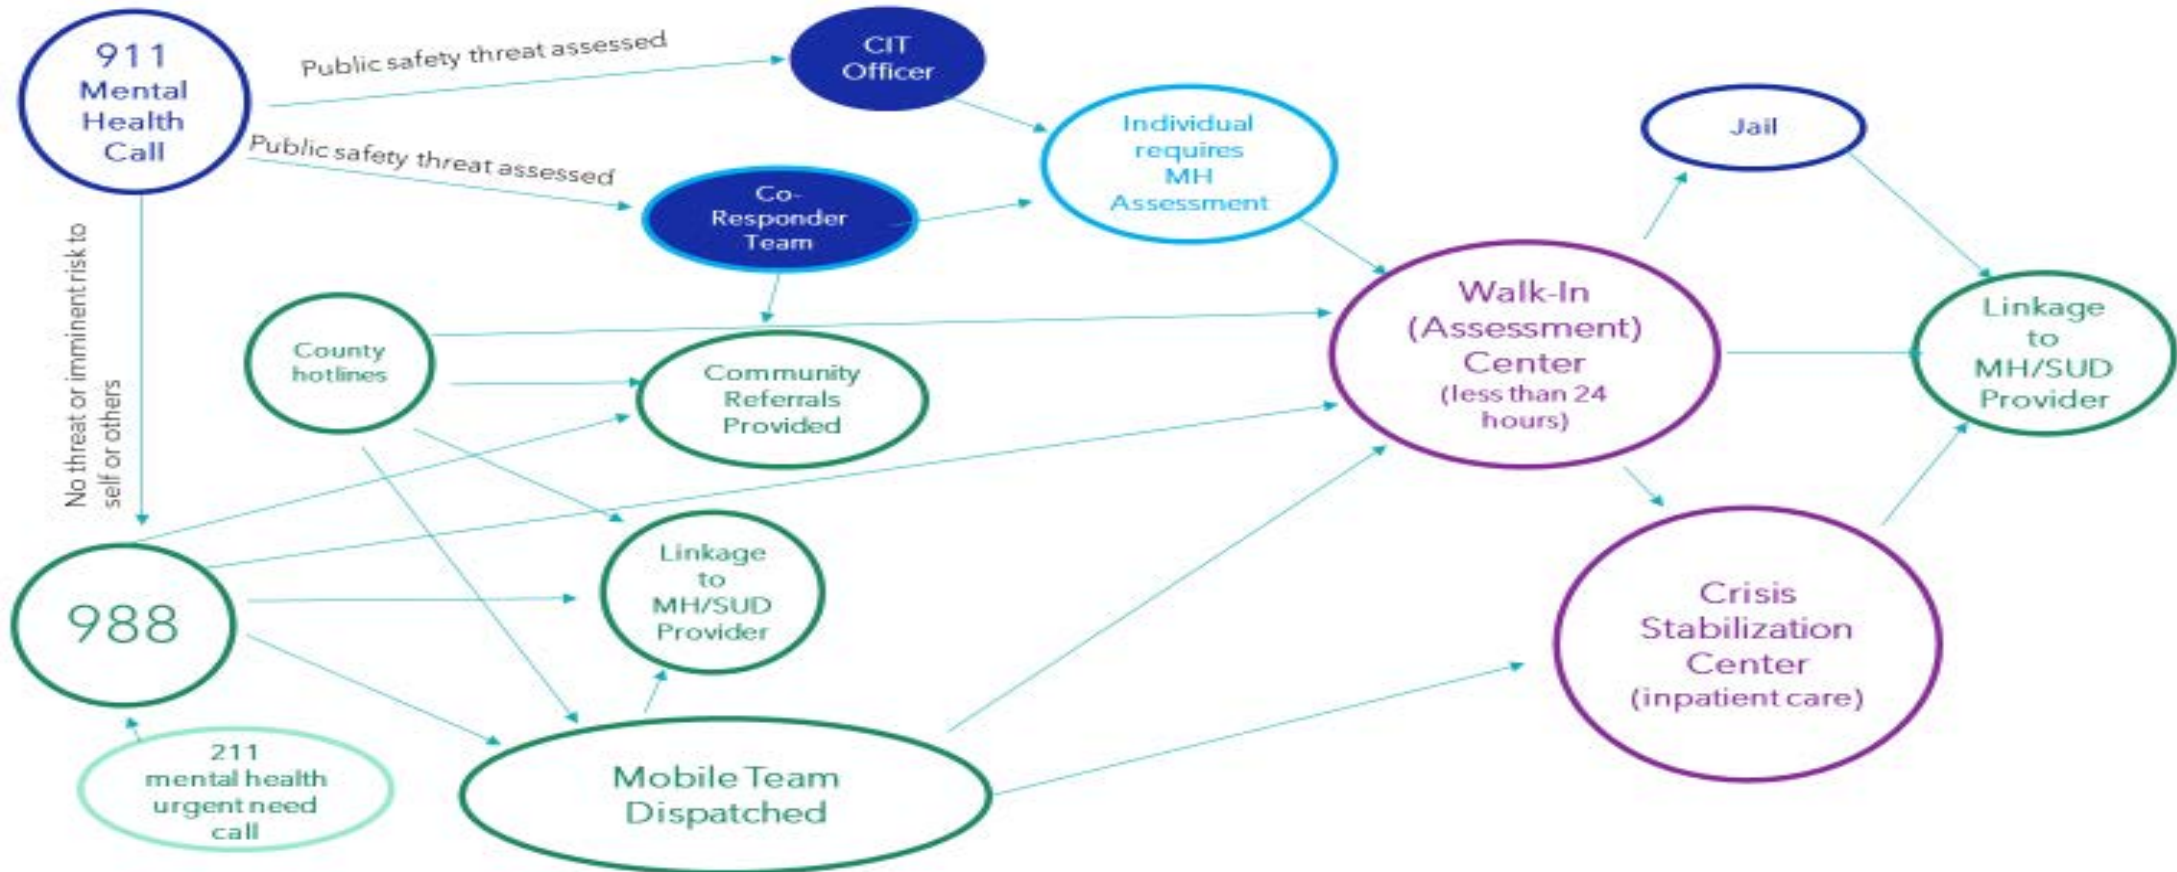 911
Mental
Health
Call
Public safety threat assessed
CIT
Officer
Public safety threat assessed
Co-
Responder
Team
Individual
requires
MH
Assessment
Jail
No threat or imminent risk to
self or others
County
hotlines
Community
Referrals
Provided
Walk-In
(Assessment)
Center
(less than 24
hours)
Linkage
to
MH/SUD
Provider
988
Linkage
to
MH/SUD
Provider
Crisis
Stabilization
Center
(inpatient care)
211
mental health
urgent need
call
Mobile Team
Dispatched